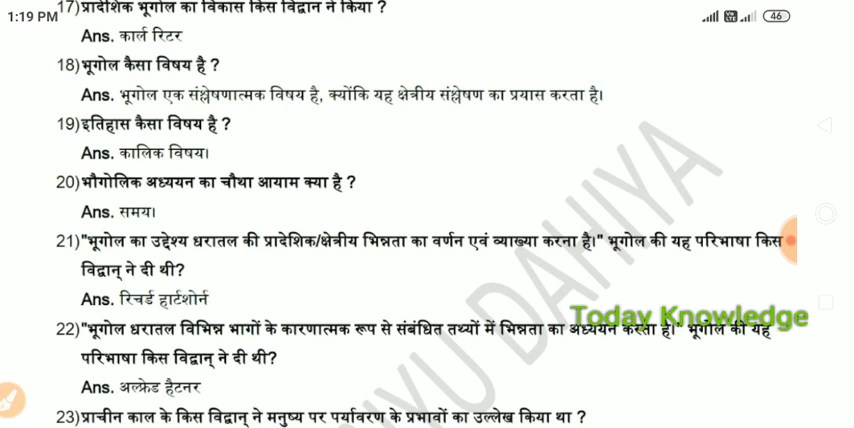 17)प्रादेशिक भूगोल का विकास किस विद्वान ने किया ?
1:19 PM
46
Ans. कार्ल रिटर
18)भूगोल कैसा विषय है ?
Ans. भूगोल एक संश्लेषणात्मक विषय है, क्योंकि यह क्षेत्रीय संश्लेषण का प्रयास करता है।
19)इतिहास कैसा विषय है ?
Ans. कालिक विषय।
20)भौगोलिक अध्ययन का चौथा आयाम क्या है ?
Ans. समय।
21)"भूगोल का उद्देश्य धरातल की प्रादेशिक/क्षेत्रीय भिन्नता का वर्णन एवं व्याख्या करना है।" भूगोल की यह परिभाषा किस
विद्वान् ने दी थी?
Ans. रिचर्ड हार्टशोर्न
Today Knowledge
22)"भूगोल धरातल विभिन्न भागों के कारणात्मक रूप से संबंधित तथ्यों में भिन्नता का अध्ययन करता है।" भूगोल की यह
परिभाषा किस विद्वान् ने दी थी?
Ans. अल्फ्रेड हैटनर
23)प्राचीन काल के किस विद्वान् ने मनुष्य पर पर्यावरण के प्रभावों का उल्लेख किया था ?
DAHIYA